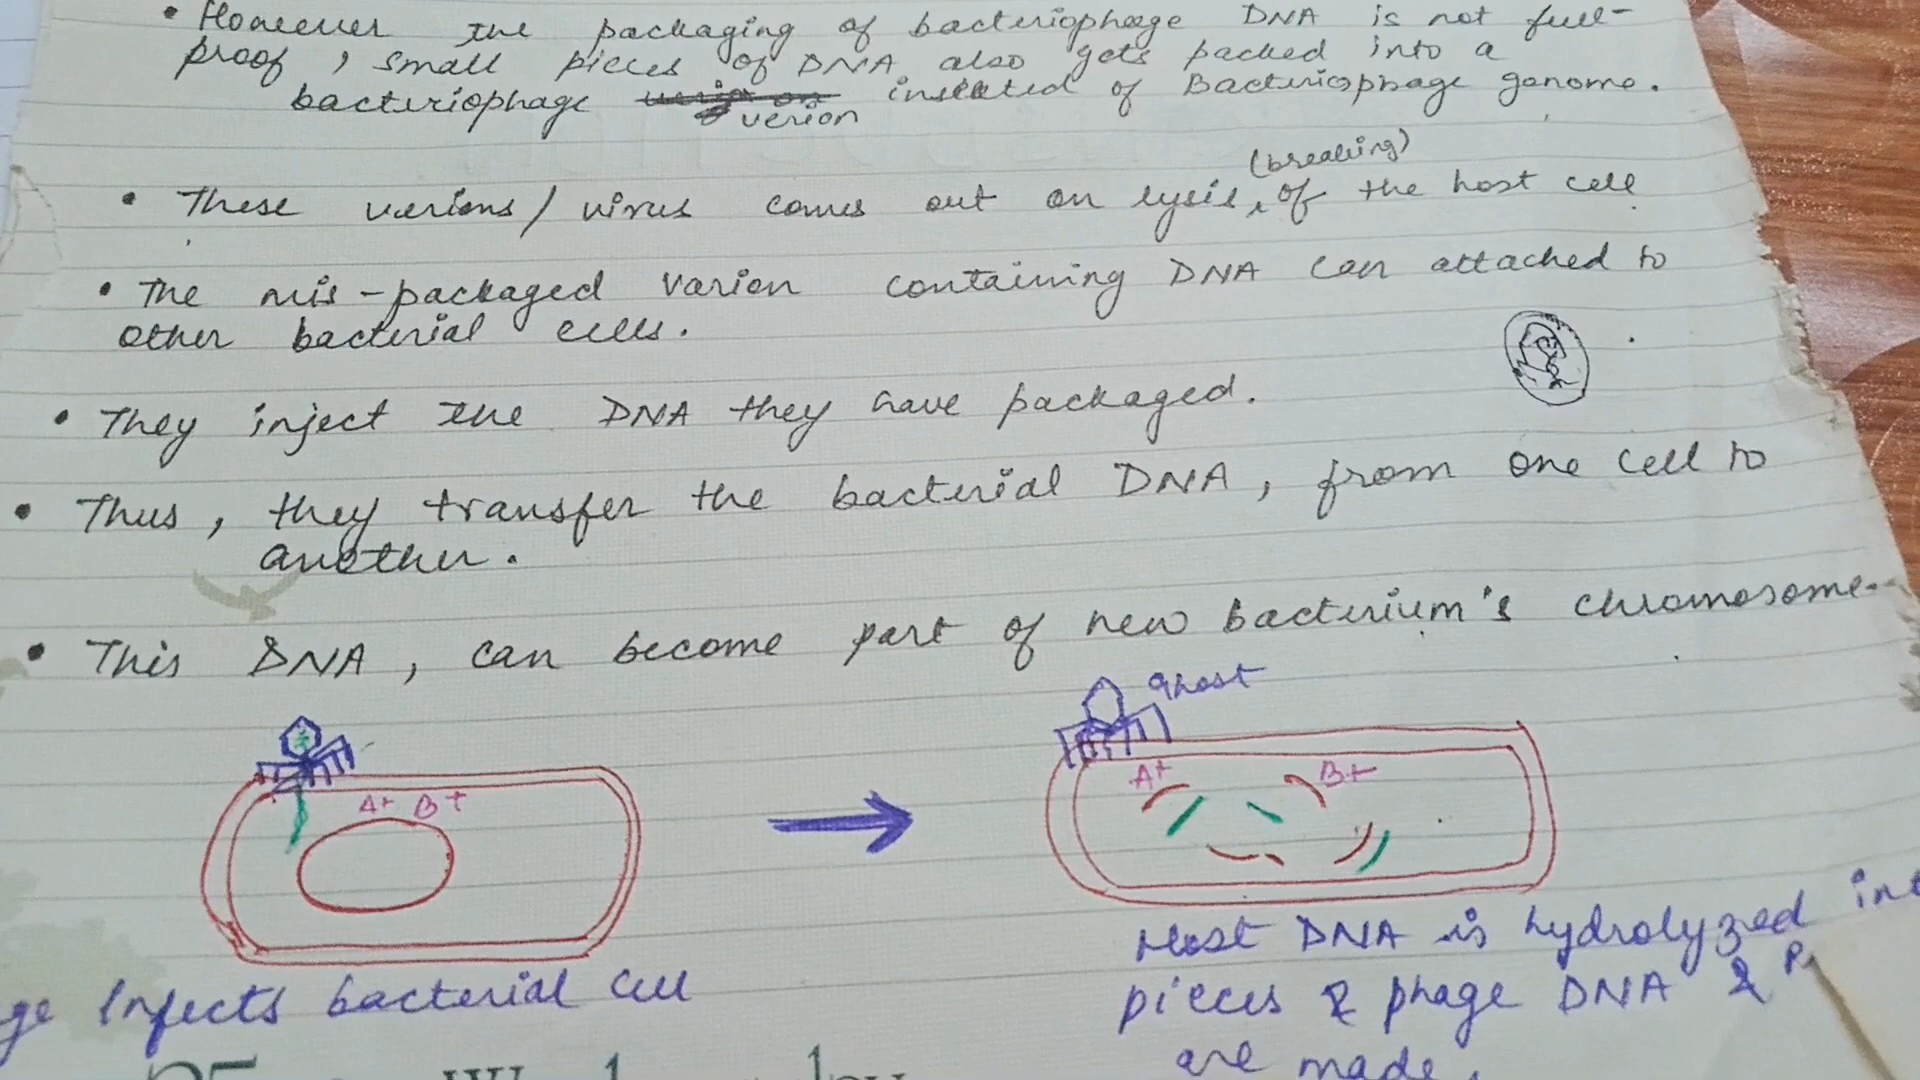 • However the packaging of bacteriophage DNA is not full-
proof, small pieces of DNA also gets packed into a
bacteriophage insteted of Bacteriophage genome.
verion
(breaking)
• These verions/ virus comes out on lysis, of the host cell
• The mis-packaged varion containing DNA can attached to
other bacterial cells.
• They inject the DNA they have packaged.
• Thus, they transfer the bacterial DNA, from one cell to
another.
• This DNA, can become part of new bacterium's chromosome.
Ghost
A+ B+
A+ B+
ge Infects bacterial cell
Host DNA is hydrolyzed int
pieces & phage DNA & P
are made.